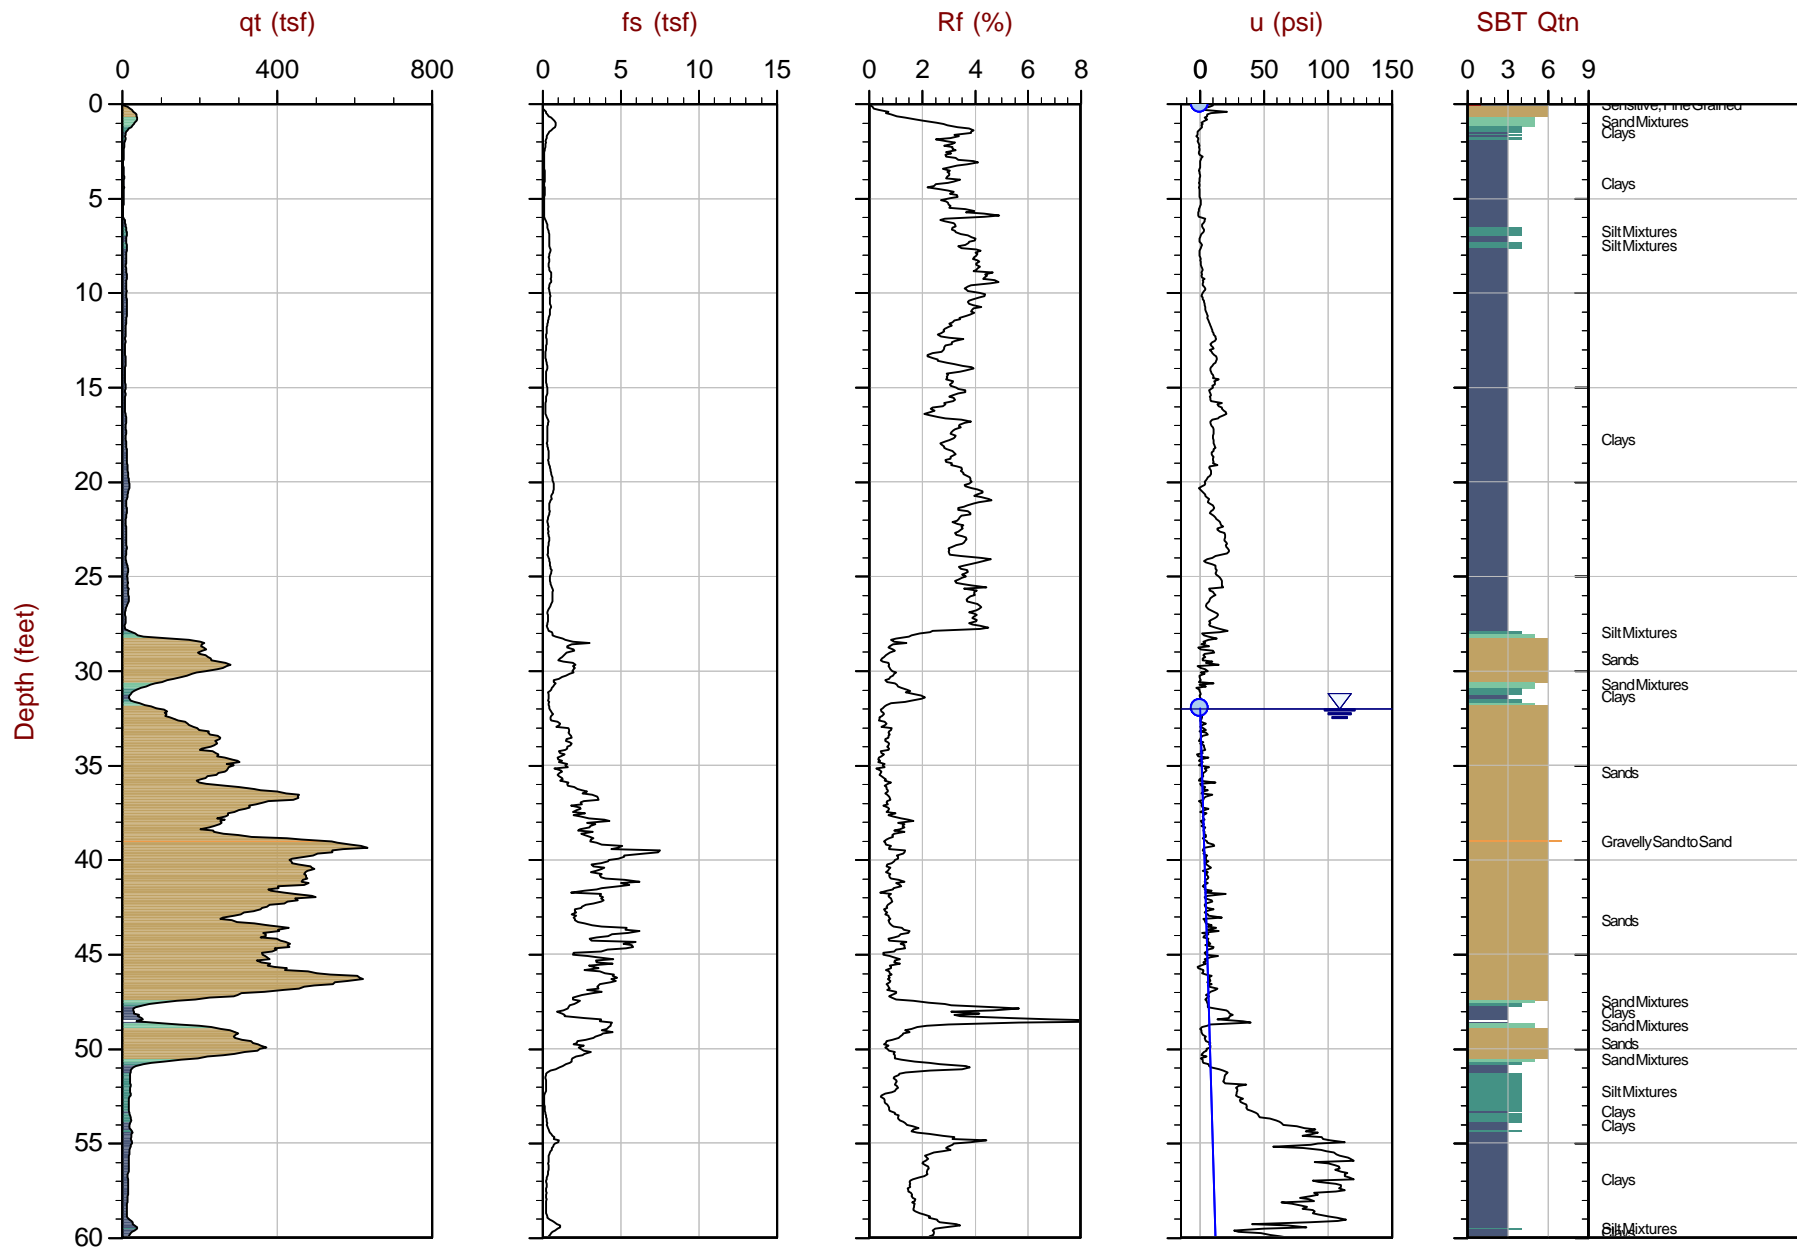 qt (tsf) fs (tsf) Rf (%) u (psi) SBT Qtn
0 400 800 0 5 10 15 0 2 4 6 8 0 0 50 100 150 0 3 6 9
0
Sensitive, Fine Grained
Sand Mixtures
Clays
Clays
5
Silt Mixtures
Silt Mixtures
10
15
Clays
20
25
Silt Mixtures
Sands
30
Sand Mixtures
Clays
Depth (feet)
35
Sands
Gravelly Sand to Sand
40
Sands
45
Sand Mixtures
Clays
Sand Mixtures
Sands
50
Sand Mixtures
Silt Mixtures
Clays
Clays
55
Clays
Silt Mixtures
Clays
60